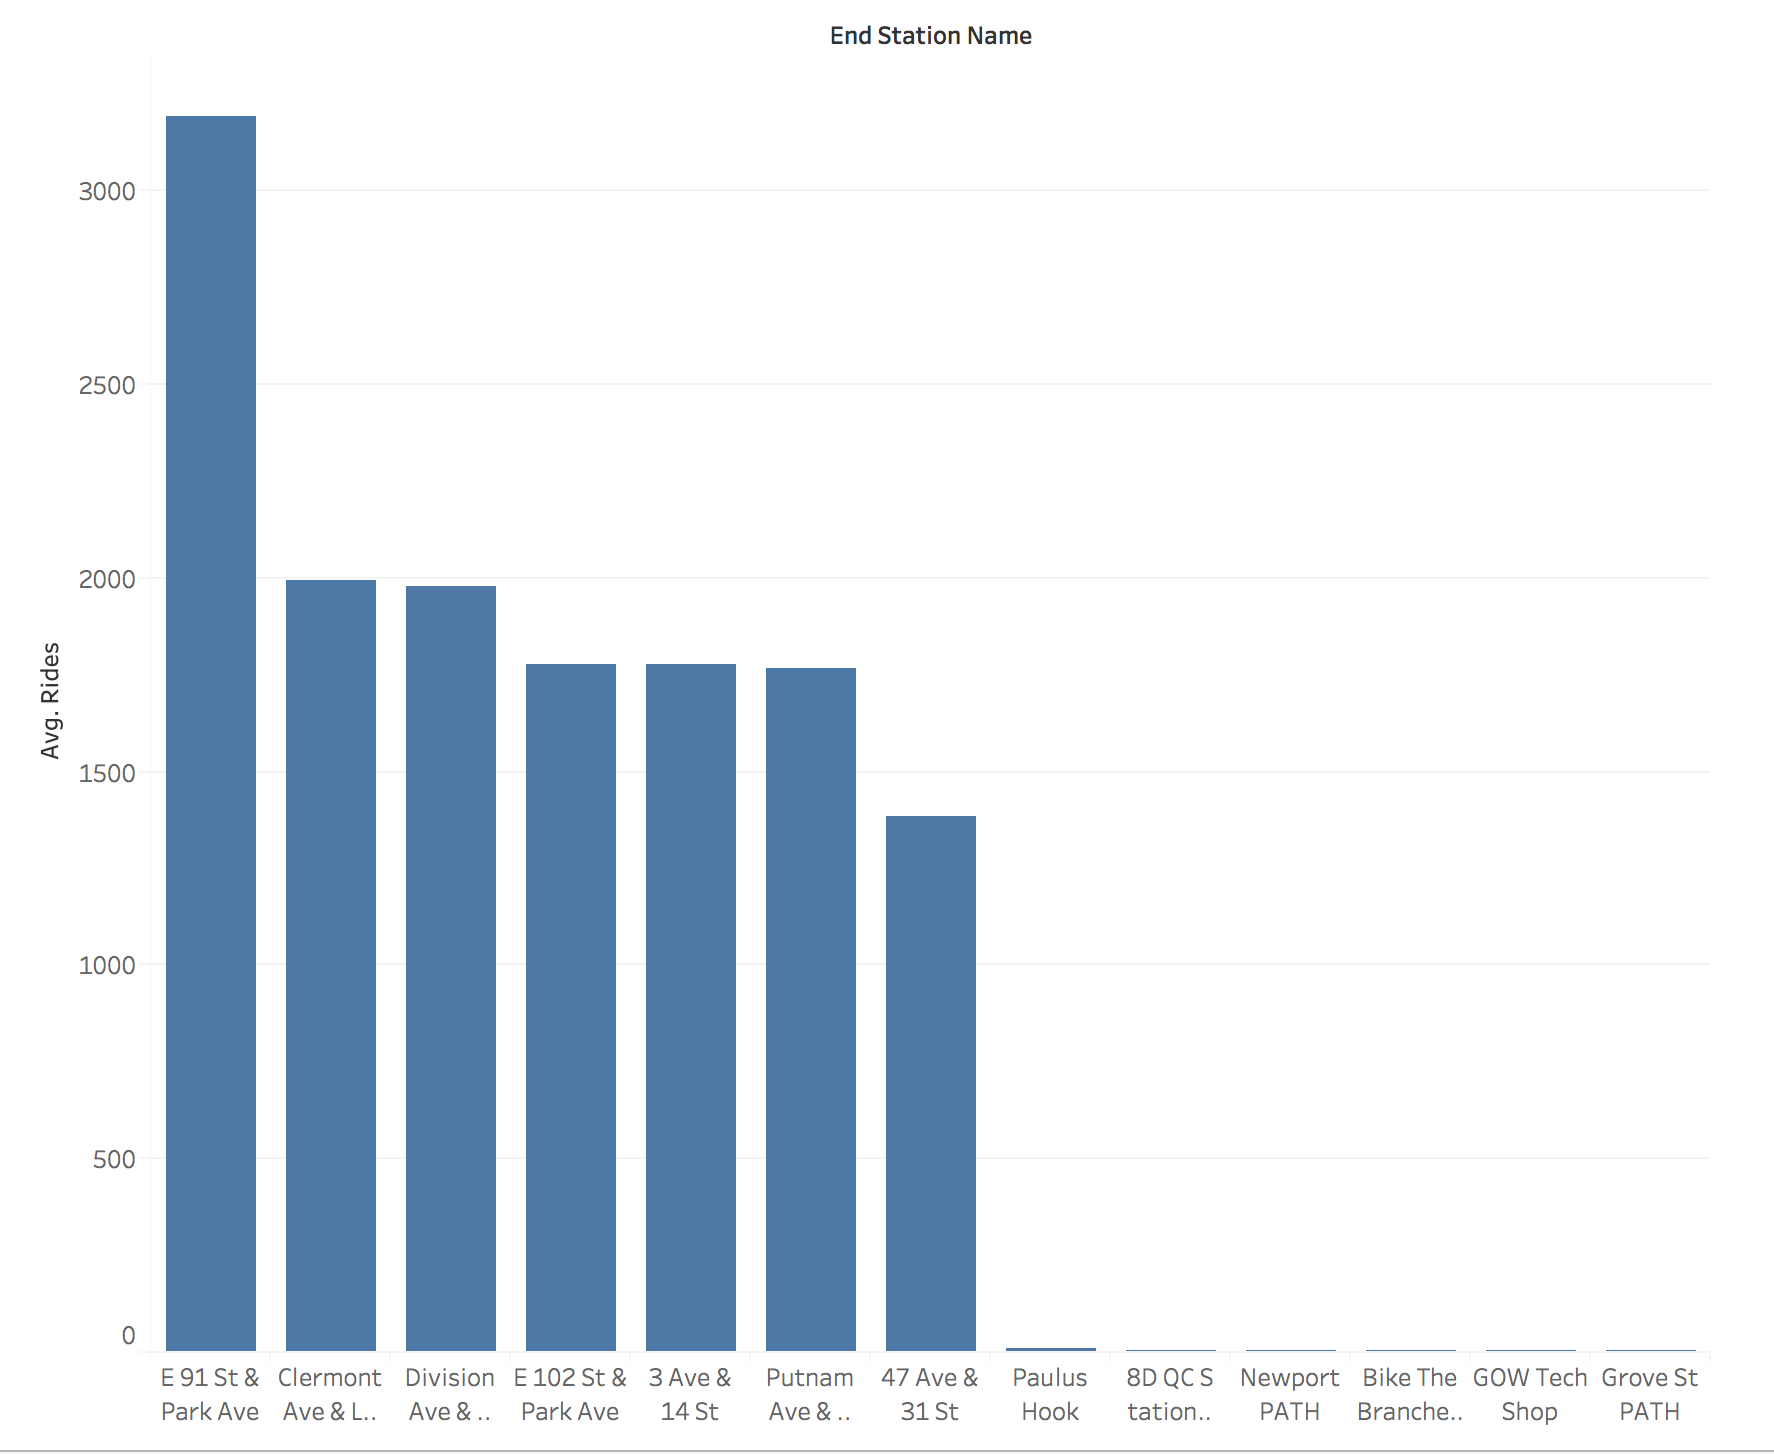 End Station Name
3000
2500
2000
1500
1000
500
0
Avg. Rides
E 91 St &
Park Ave
Clermont
Ave & L..
Division
Ave & ..
E 102 St &
Park Ave
3 Ave &
14 St
Putnam
Ave & ..
47 Ave &
31 St
Paulus
Hook
8D QC S
tation..
Newport
PATH
Bike The
Branche..
GOW Tech
Shop
Grove St
PATH